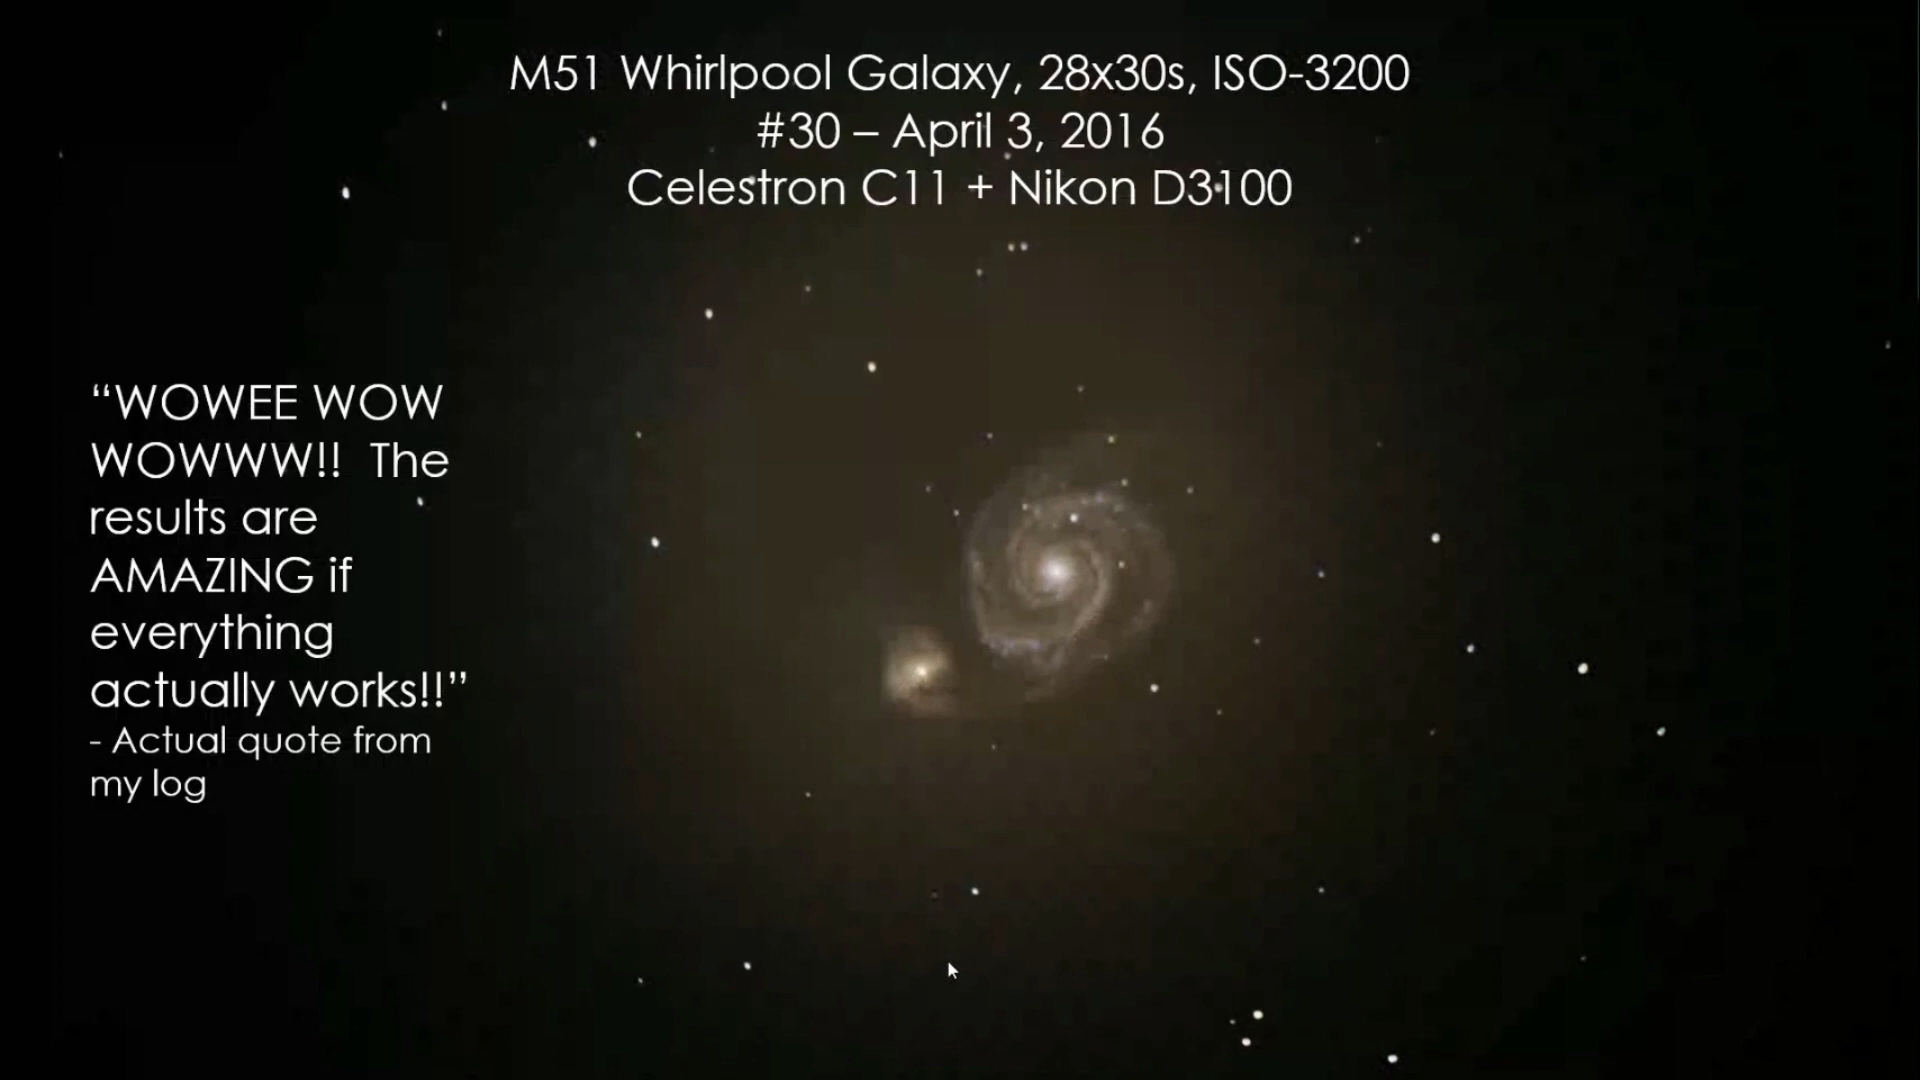 M51 Whirlpool Galaxy, 28x30s, ISO-3200
#30 – April 3, 2016
Celestron C11 + Nikon D3100
“WOWEE WOW
WOWWW!!  The
results are
AMAZING if
everything
actually works!!”
- Actual quote from
my log